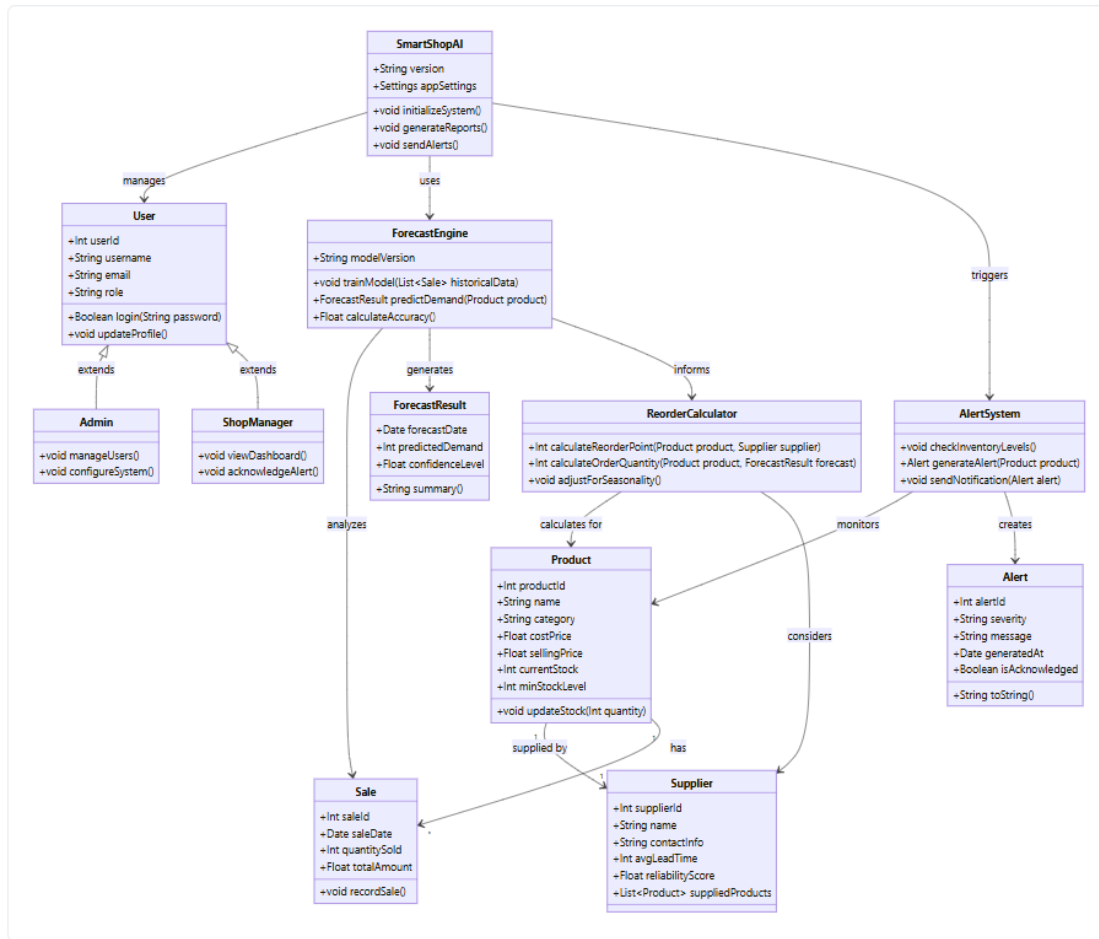 SmartShopAI
+String version
+Settings appSettings
+void initializeSystem()
+void generateReports()
+void sendAlerts()
manages
uses
triggers
User
+Int userId
+String username
+String email
+String role
+Boolean login(String password)
+void updateProfile()
ForecastEngine
+String modelVersion
+void trainModel(List<Sale> historicalData)
+ForecastResult predictDemand(Product product)
+Float calculateAccuracy()
extends
extends
generates
informs
Admin
+void manageUsers()
+void configureSystem()
ShopManager
+void viewDashboard()
+void acknowledgeAlert()
ForecastResult
+Date forecastDate
+Int predictedDemand
+Float confidenceLevel
+String summary()
ReorderCalculator
+Int calculateReorderPoint(Product product, Supplier supplier)
+Int calculateOrderQuantity(Product product, ForecastResult forecast)
+void adjustForSeasonality()
AlertSystem
+void checkInventoryLevels()
+Alert generateAlert(Product product)
+void sendNotification(Alert alert)
analyzes
calculates for
monitors
creates
Product
+Int productId
+String name
+String category
+Float costPrice
+Float sellingPrice
+Int currentStock
+Int minStockLevel
+void updateStock(Int quantity)
considers
Alert
+Int alertId
+String severity
+String message
+Date generatedAt
+Boolean isAcknowledged
+String toString()
1
1
supplied by
has
1
*
Sale
+Int saleId
+Date saleDate
+Int quantitySold
+Float totalAmount
+void recordSale()
Supplier
+Int supplierId
+String name
+String contactInfo
+Int avgLeadTime
+Float reliabilityScore
+List<Product> suppliedProducts